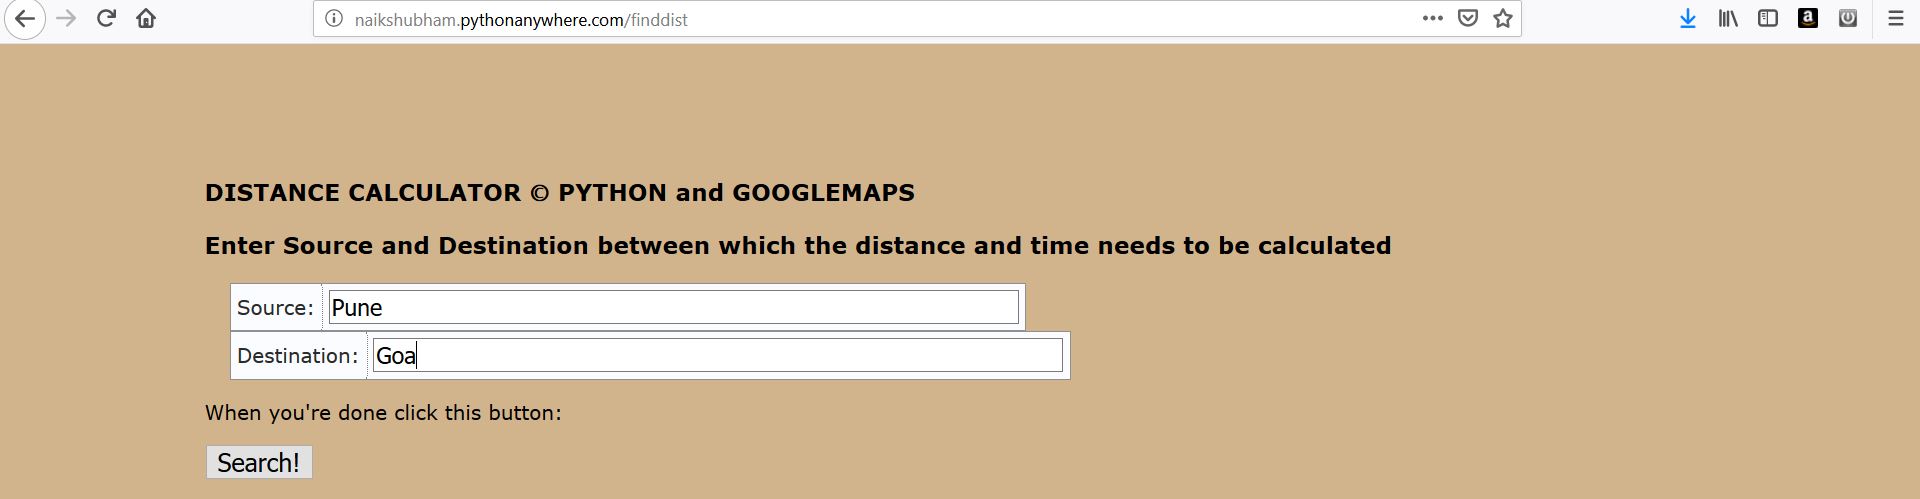 naikshubham.pythonanywhere.com/finddist
DISTANCE CALCULATOR © PYTHON and GOOGLEMAPS
Enter Source and Destination between which the distance and time needs to be calculated
Source: Pune
Destination: Goa
When you're done click this button:
Search!